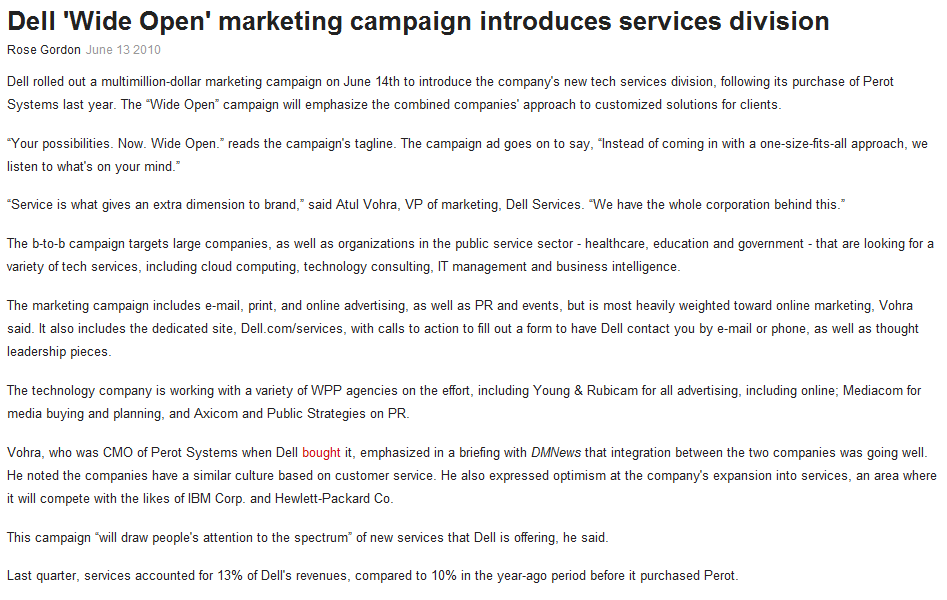 Dell 'Wide Open' marketing campaign introduces services division
Rose Gordon June 13 2010
Dell rolled out a multimillion-dollar marketing campaign on June 14th to introduce the company's new tech services division, following its purchase of Perot
Systems last year. The “Wide Open” campaign will emphasize the combined companies' approach to customized solutions for clients.
“Your possibilities. Now. Wide Open.” reads the campaign's tagline. The campaign ad goes on to say, “Instead of coming in with a one-size-fits-all approach, we
listen to what's on your mind.”
“Service is what gives an extra dimension to brand,” said Atul Vohra, VP of marketing, Dell Services. “We have the whole corporation behind this.”
The b-to-b campaign targets large companies, as well as organizations in the public service sector - healthcare, education and government - that are looking for a
variety of tech services, including cloud computing, technology consulting, IT management and business intelligence.
The marketing campaign includes e-mail, print, and online advertising, as well as PR and events, but is most heavily weighted toward online marketing, Vohra
said. It also includes the dedicated site, Dell.com/services, with calls to action to fill out a form to have Dell contact you by e-mail or phone, as well as thought
leadership pieces.
The technology company is working with a variety of WPP agencies on the effort, including Young & Rubicam for all advertising, including online; Mediacom for
media buying and planning, and Axicom and Public Strategies on PR.
Vohra, who was CMO of Perot Systems when Dell bought it, emphasized in a briefing with DMNews that integration between the two companies was going well.
He noted the companies have a similar culture based on customer service. He also expressed optimism at the company's expansion into services, an area where
it will compete with the likes of IBM Corp. and Hewlett-Packard Co.
This campaign “will draw people's attention to the spectrum” of new services that Dell is offering, he said.
Last quarter, services accounted for 13% of Dell's revenues, compared to 10% in the year-ago period before it purchased Perot.